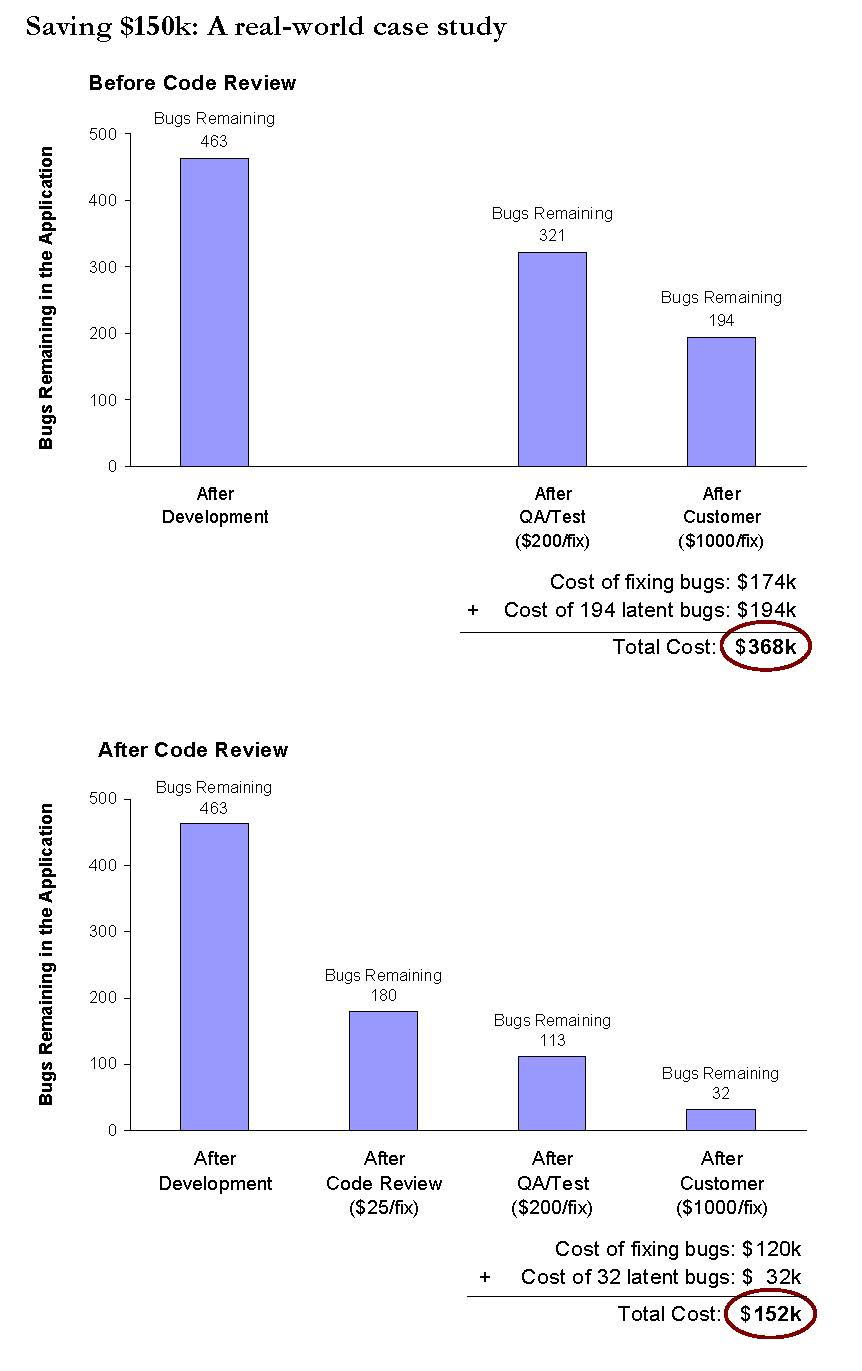 Saving $150k: A real-world case study
Before Code Review
Bugs Remaining in the Application
500
400
300
200
100
0
Bugs Remaining
463
Bugs Remaining
321
Bugs Remaining
194
After
Development
After
QA/Test
($200/fix)
After
Customer
($1000/fix)
Cost of fixing bugs: $174k
+ Cost of 194 latent bugs: $194k
Total Cost: $368k
After Code Review
Bugs Remaining in the Application
500
400
300
200
100
0
Bugs Remaining
463
Bugs Remaining
180
Bugs Remaining
113
Bugs Remaining
32
After
Development
After
Code Review
($25/fix)
After
QA/Test
($200/fix)
After
Customer
($1000/fix)
Cost of fixing bugs: $120k
+ Cost of 32 latent bugs: $ 32k
Total Cost: $152k